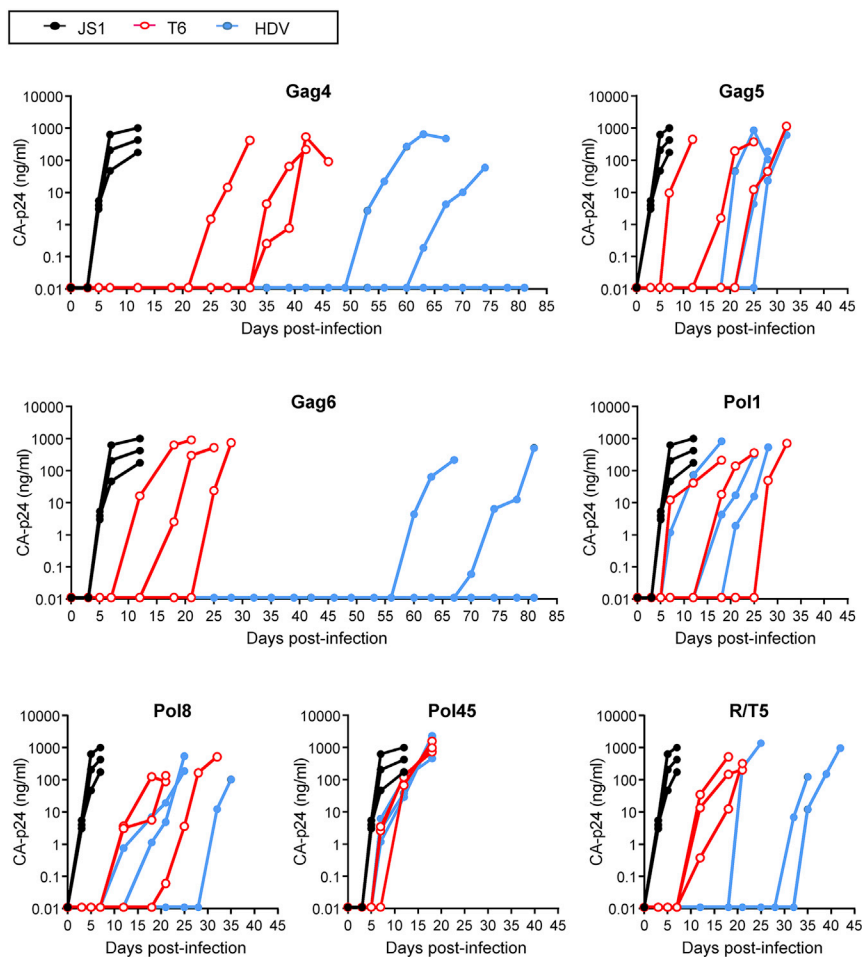 JS1 T6 HDV
Gag4
CA-p24 (ng/ml)
10000
1000
100
10
1
0.1
0.01
0 5 10 15 20 25 30 35 40 45 50 55 60 65 70 75 80 85
Days post-infection
Gag5
CA-p24 (ng/ml)
10000
1000
100
10
1
0.1
0.01
0 5 10 15 20 25 30 35 40 45
Days post-infection
Gag6
CA-p24 (ng/ml)
10000
1000
100
10
1
0.1
0.01
0 5 10 15 20 25 30 35 40 45 50 55 60 65 70 75 80 85
Days post-infection
Pol1
CA-p24 (ng/ml)
10000
1000
100
10
1
0.1
0.01
0 5 10 15 20 25 30 35 40 45
Days post-infection
Pol8
CA-p24 (ng/ml)
10000
1000
100
10
1
0.1
0.01
0 5 10 15 20 25 30 35 40 45
Days post-infection
Pol45
CA-p24 (ng/ml)
10000
1000
100
10
1
0.1
0.01
0 5 10 15 20 25 30 35 40 45
Days post-infection
R/T5
CA-p24 (ng/ml)
10000
1000
100
10
1
0.1
0.01
0 5 10 15 20 25 30 35 40 45
Days post-infection